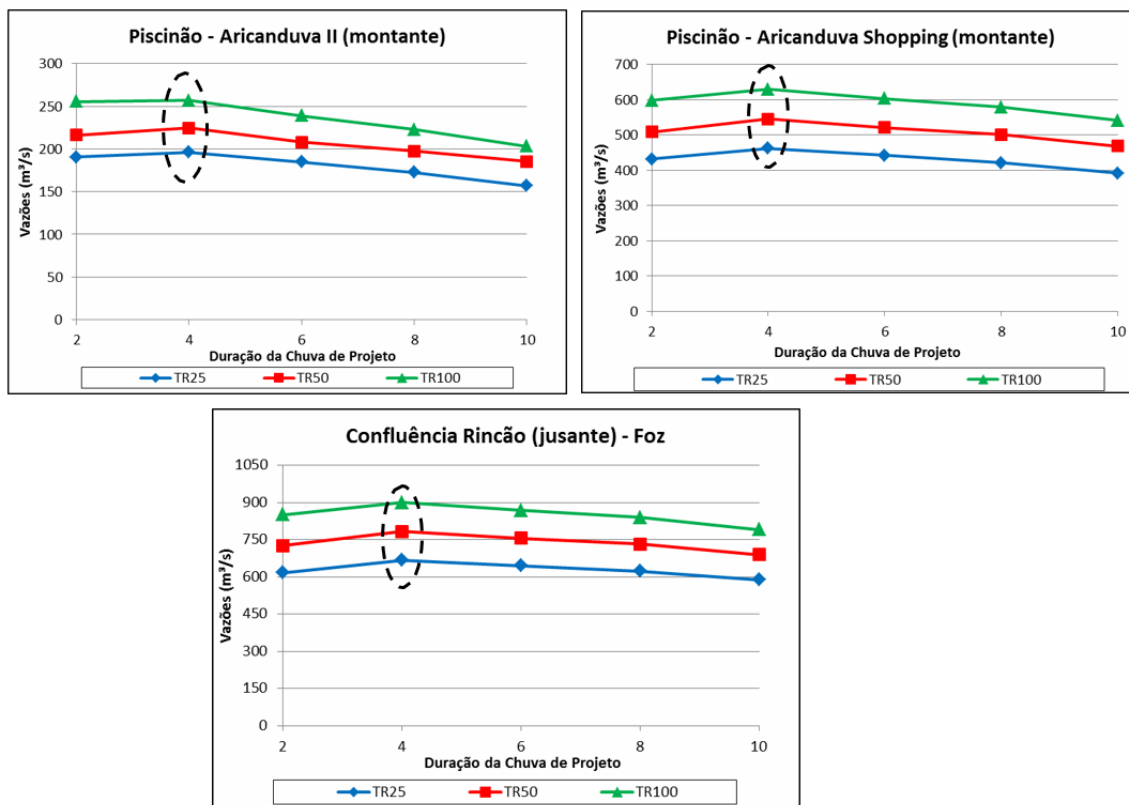 Piscinão - Aricanduva II (montante)
Vazões (m³/s)
300
250
200
150
100
50
0
2 4 6 8 10
Duração da Chuva de Projeto
TR25 TR50 TR100
Piscinão - Aricanduva Shopping (montante)
Vazões (m³/s)
700
600
500
400
300
200
100
0
2 4 6 8 10
Duração da Chuva de Projeto
TR25 TR50 TR100
Confluência Rincão (jusante) - Foz
Vazões (m³/s)
1050
900
750
600
450
300
150
0
2 4 6 8 10
Duração da Chuva de Projeto
TR25 TR50 TR100